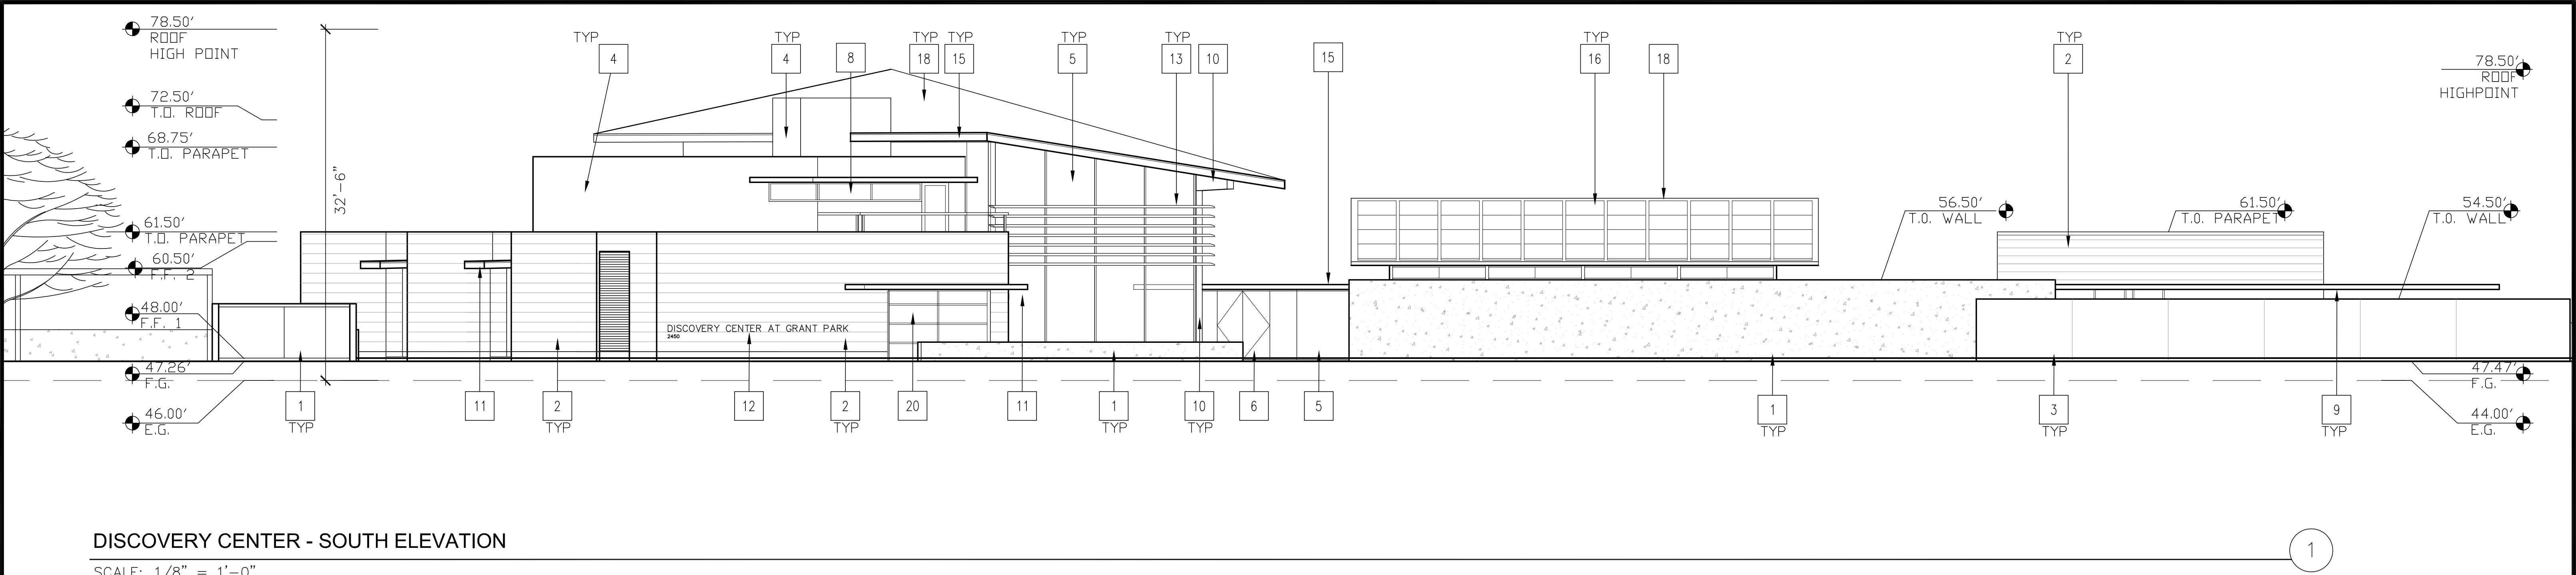 78.50′
ROOF
HIGH POINT
72.50′
T.O. ROOF
68.75′
T.O. PARAPET
61.50′
T.O. PARAPET
60.50′
F.F. 2
48.00′
F.F. 1
47.26′
F.G.
46.00′
E.G.
32'-6"
TYP
4
TYP
4
8
TYP
18
TYP
15
TYP
5
TYP
13
10
15
TYP
16
18
TYP
2
78.50′
ROOF
HIGHPOINT
56.50′
T.O. WALL
61.50′
T.O. PARAPET
54.50′
T.O. WALL
DISCOVERY CENTER AT GRANT PARK
2450
1
TYP
11
2
TYP
12
2
TYP
20
11
1
TYP
10
TYP
6
5
1
TYP
3
TYP
9
TYP
47.47′
F.G.
44.00′
E.G.
DISCOVERY CENTER - SOUTH ELEVATION
1
SCALE: 1/8" = 1'-0"